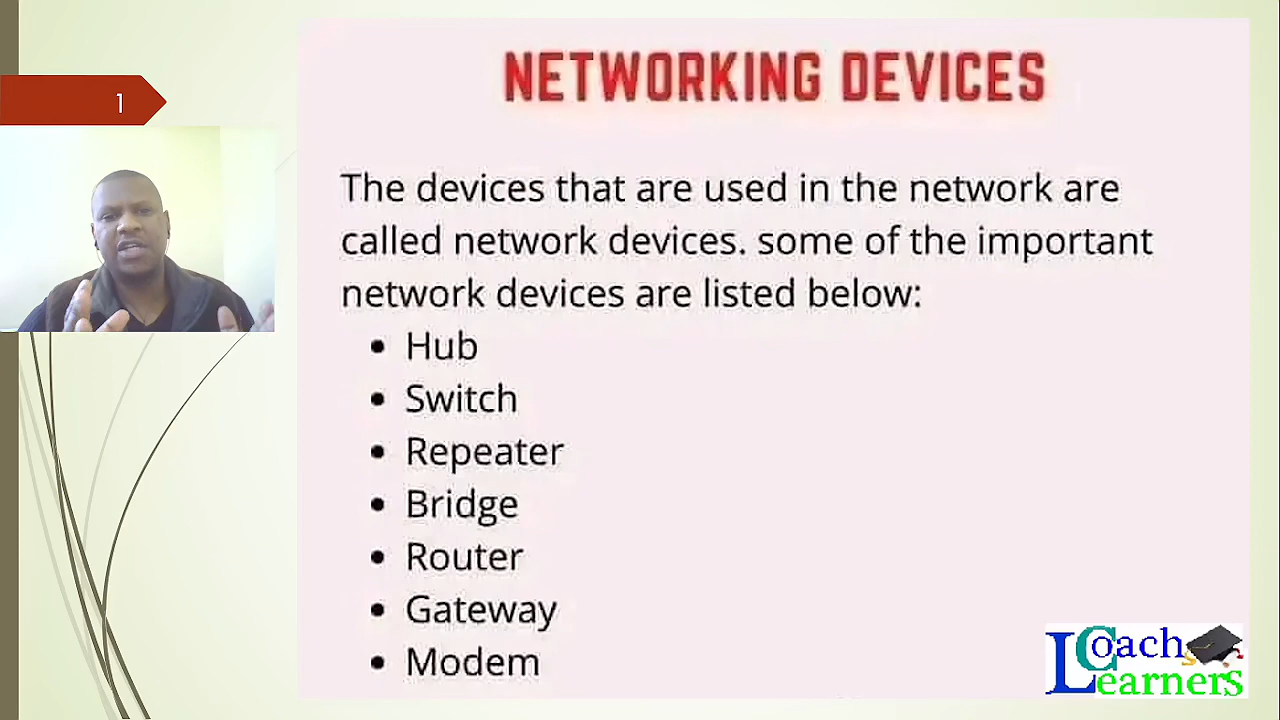 1
NETWORKING DEVICES
The devices that are used in the network are
called network devices. some of the important
network devices are listed below:
• Hub
• Switch
• Repeater
• Bridge
• Router
• Gateway
• Modem
Coach
Learners